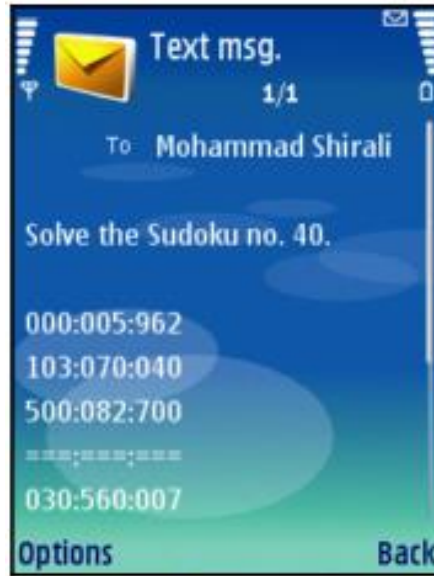 Text msg.
1/1
To Mohammad Shirali
Solve the Sudoku no. 40.
000:005:962
103:070:040
500:082:700
===:===:===
030:560:007
Options Back